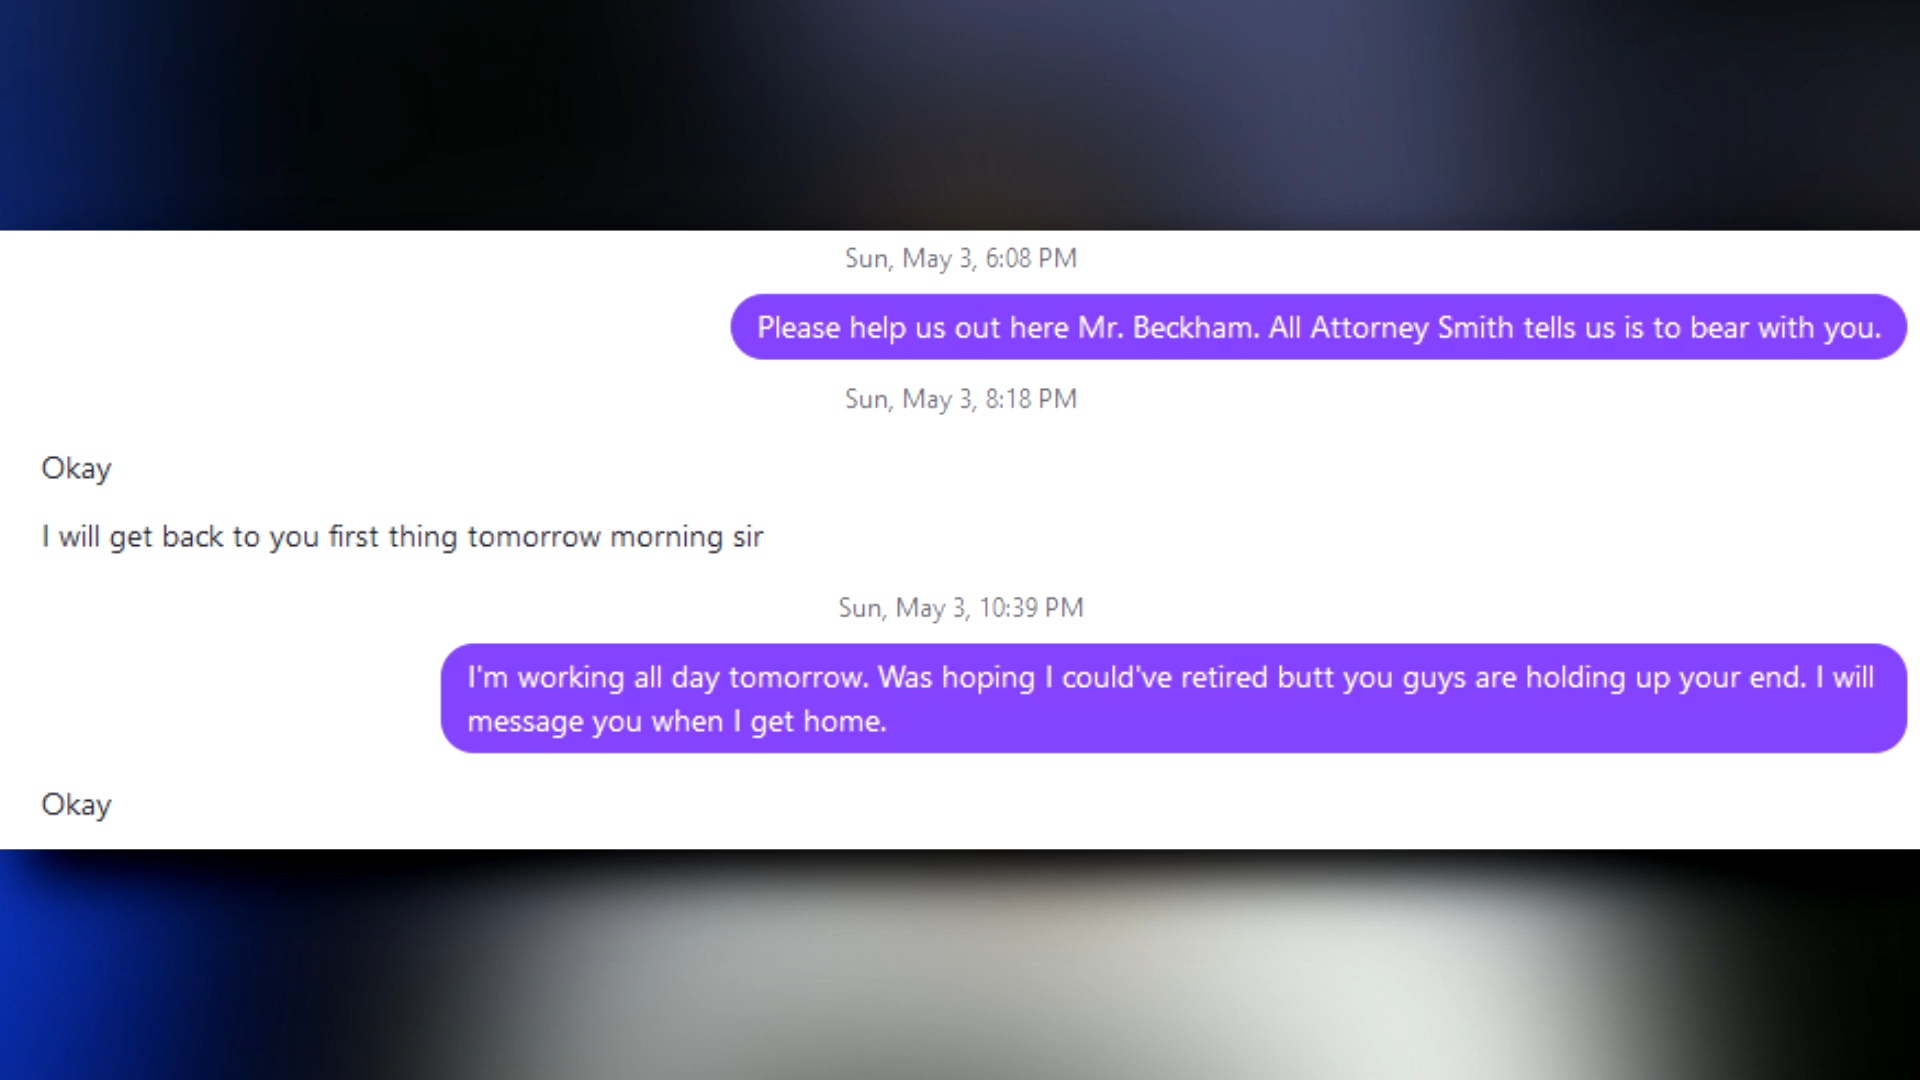 Sun, May 3, 6:08 PM
Please help us out here Mr. Beckham. All Attorney Smith tells us is to bear with you.
Sun, May 3, 8:18 PM
Okay
I will get back to you first thing tomorrow morning sir
Sun, May 3, 10:39 PM
I'm working all day tomorrow. Was hoping I could've retired butt you guys are holding up your end. I will
message you when I get home.
Okay